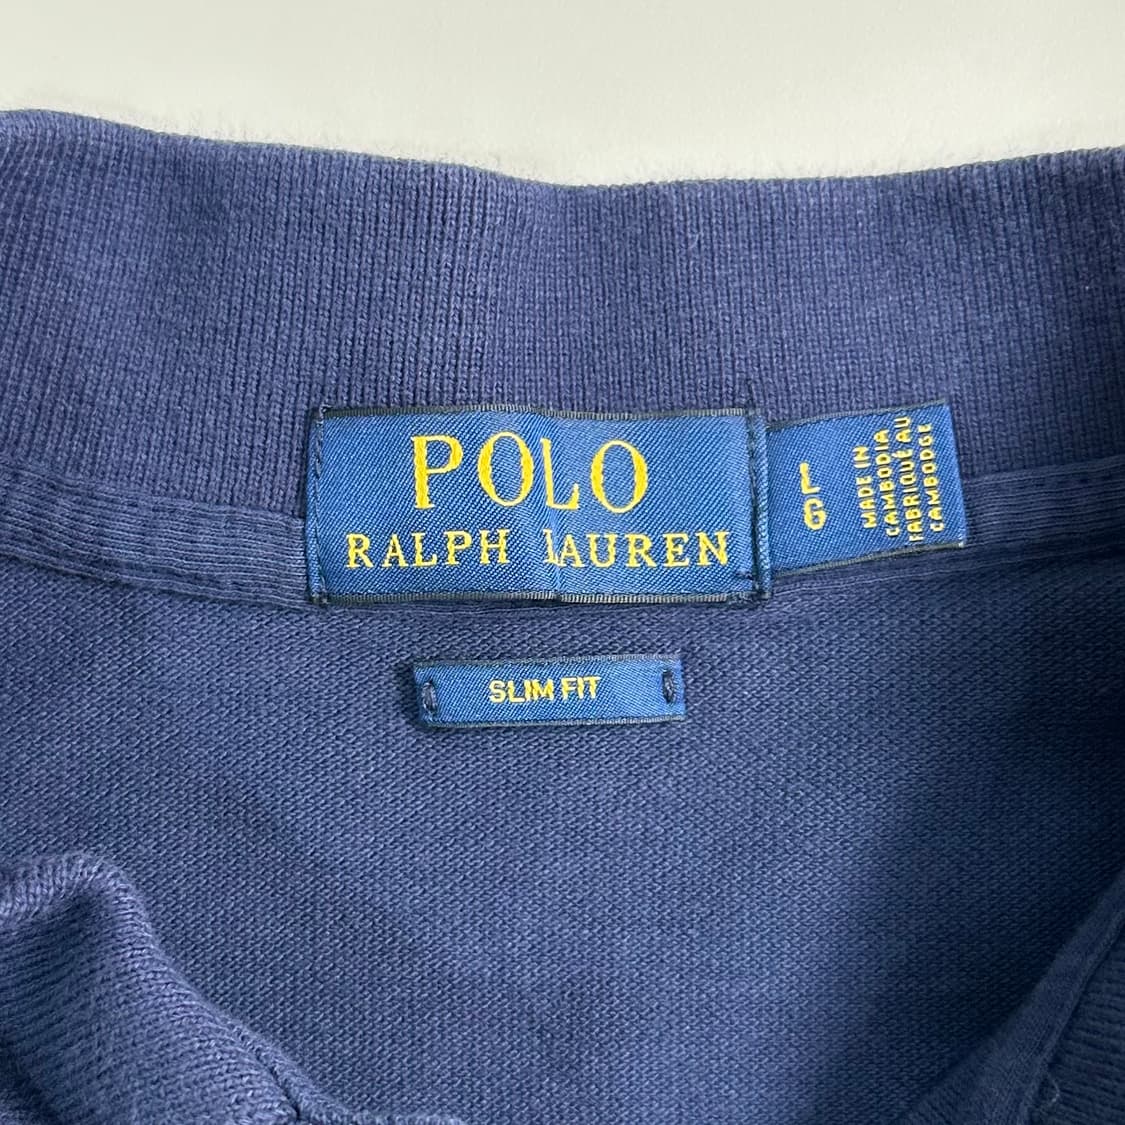 POLO
RALPH LAUREN
L
G
MADE IN
CAMBODIA
FABRIQUÉ AU
CAMBODGE
SLIM FIT